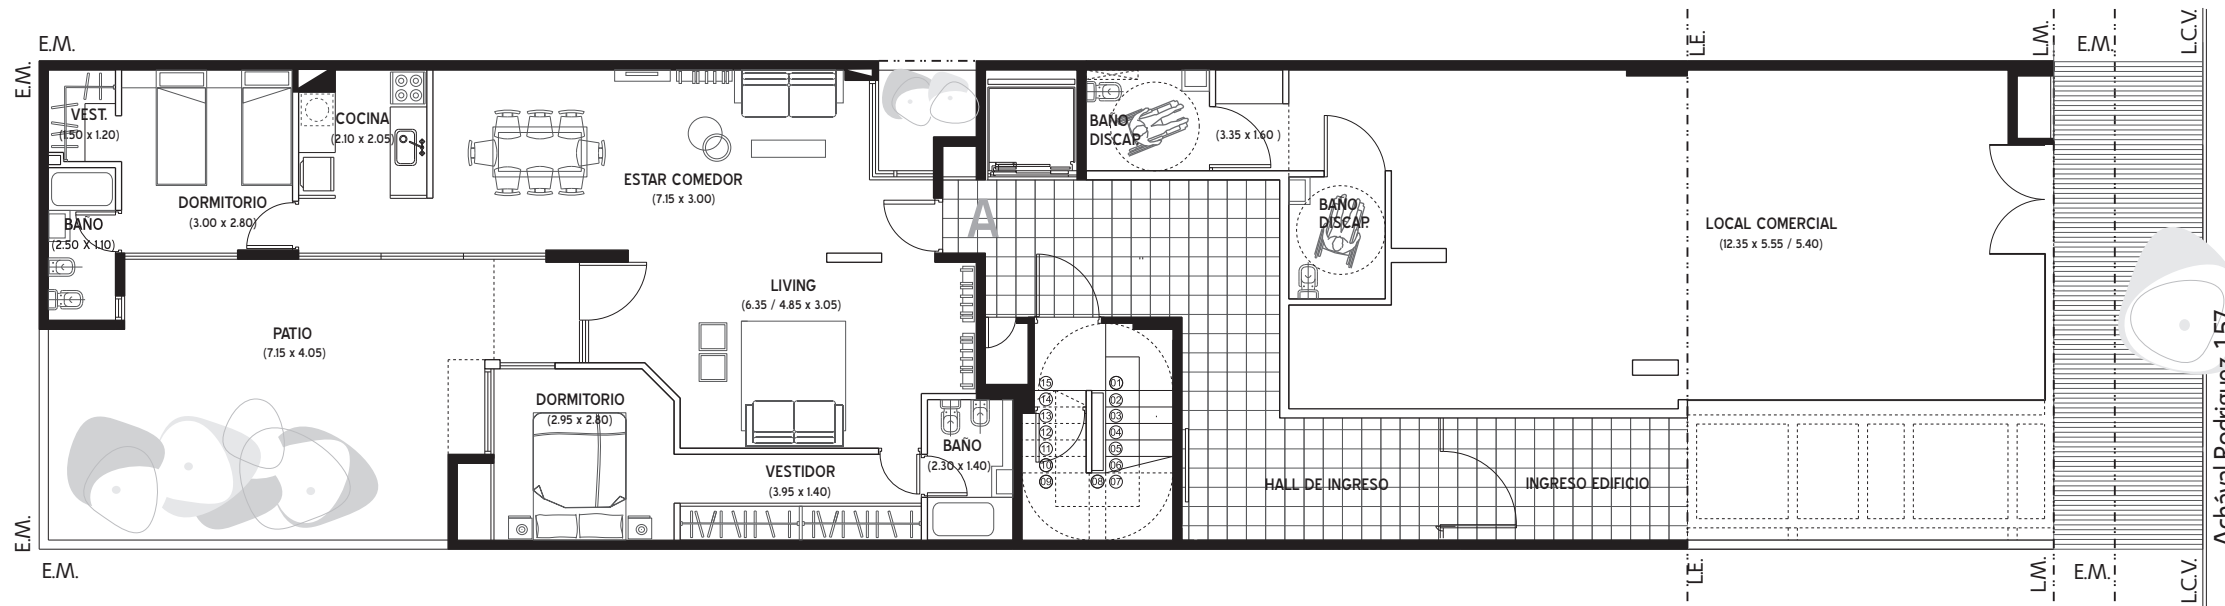 E.M.
E.M.
L.E.
L.M.
E.M.
L.C.V.
VEST.
(1.50 x 1.20)
COCINA
(2.10 x 2.05)
BAÑO
DISCAP.
(3.35 x 1.60 )
ESTAR COMEDOR
(7.15 x 3.00)
DORMITORIO
(3.00 x 2.80)
BAÑO
(2.50 X 1.10)
A
BAÑO
DISCAP.
LOCAL COMERCIAL
(12.35 x 5.55 / 5.40)
LIVING
(6.35 / 4.85 x 3.05)
PATIO
(7.15 x 4.05)
DORMITORIO
(2.95 x 2.80)
15
14
13
12
11
10
09
01
02
03
04
05
06
08
07
BAÑO
(2.30 x 1.40)
VESTIDOR
(3.95 x 1.40)
HALL DE INGRESO
INGRESO EDIFICIO
Achával Rodriguez 157
E.M.
E.M.
L.E.
L.M.
E.M.
L.C.V.